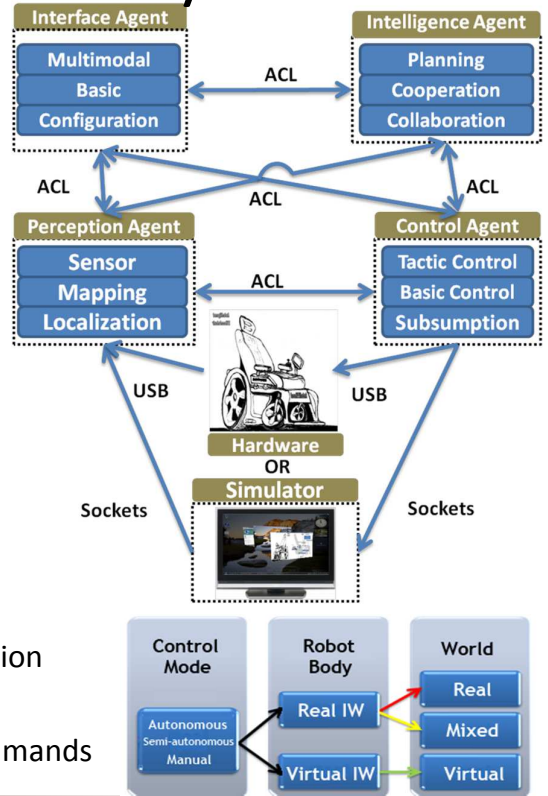 Interface Agent
Intelligence Agent
Multimodal
Basic
Configuration
ACL
Planning
Cooperation
Collaboration
ACL
ACL
ACL
Perception Agent
Control Agent
Sensor
Mapping
Localization
ACL
Tactic Control
Basic Control
Subsumption
USB
USB
Hardware
OR
Simulator
Sockets
Sockets
ion
mands
Control
Mode
Autonomous
Semi-autonomous
Manual
Robot
Body
Real IW
Virtual IW
World
Real
Mixed
Virtual